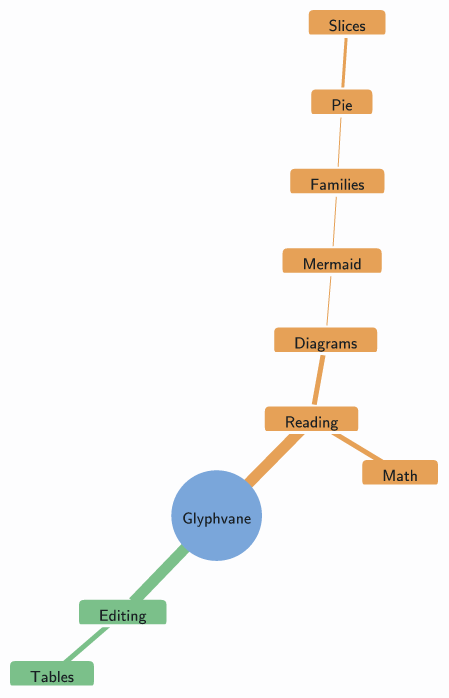 Slices
Pie
Families
Mermaid
Diagrams
Reading
Math
Glyphvane
Editing
Tables